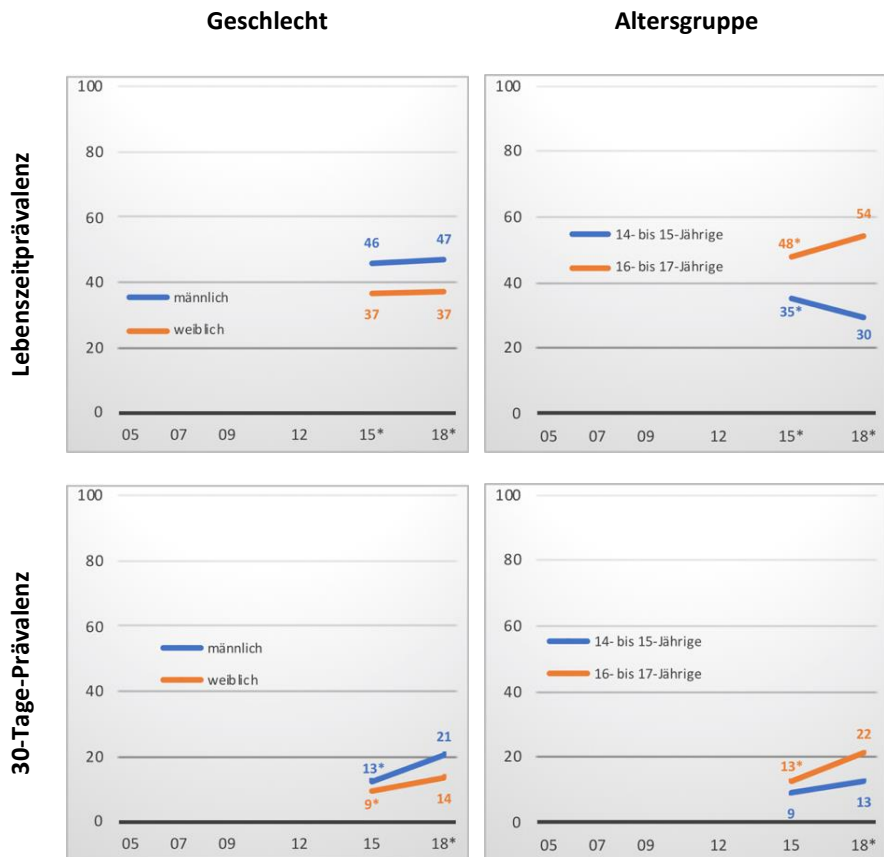 Geschlecht
Altersgruppe
Lebenszeitprävalenz
100
80
60
40
20
0
46
47
37
37
männlich
weiblich
05 07 09 12 15* 18*
100
80
60
40
20
0
14- bis 15-Jährige
16- bis 17-Jährige
48*
54
35*
30
05 07 09 12 15* 18*
30-Tage-Prävalenz
100
80
60
40
20
0
männlich
weiblich
13*
21
9*
14
05 07 09 12 15 18*
100
80
60
40
20
0
14- bis 15-Jährige
16- bis 17-Jährige
13*
22
9
13
05 07 09 12 15 18*